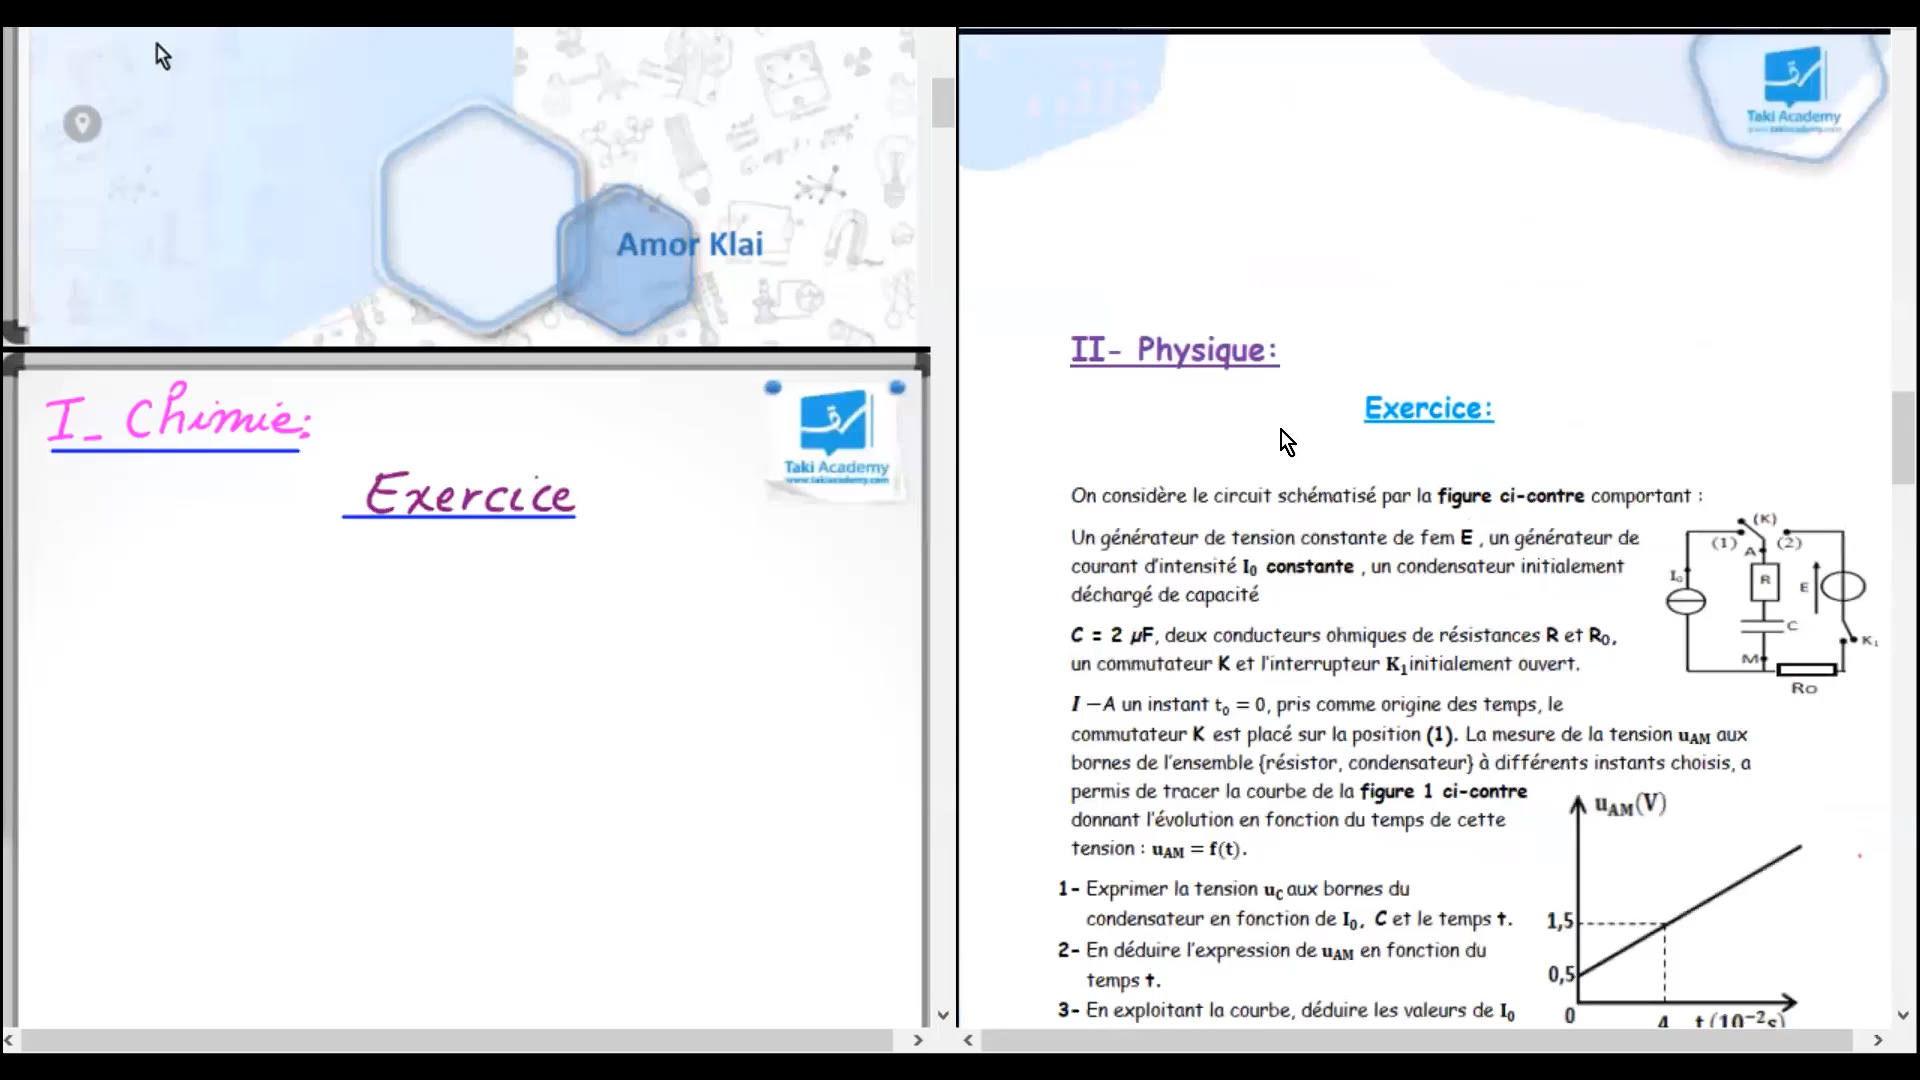 Amor Klai
I- Chimie:
Taki Academy
www.takiacademy.com
Exercice
Taki Academy
www.takiacademy.com
II- Physique:
Exercice:
On considère le circuit schématisé par la figure ci-contre comportant :
Un générateur de tension constante de fem E , un générateur de
courant d'intensité I₀ constante , un condensateur initialement
déchargé de capacité
C = 2 µF, deux conducteurs ohmiques de résistances R et R₀,
un commutateur K et l'interrupteur K₁ initialement ouvert.
(K)
(1) A (2)
I₀ R E
C
M K₁
Ro
I –A un instant t₀ = 0, pris comme origine des temps, le
commutateur K est placé sur la position (1). La mesure de la tension uAM aux
bornes de l'ensemble {résistor, condensateur} à différents instants choisis, a
permis de tracer la courbe de la figure 1 ci-contre
donnant l'évolution en fonction du temps de cette
tension : uAM = f(t).
1- Exprimer la tension uC aux bornes du
condensateur en fonction de I₀, C et le temps t.
2- En déduire l'expression de uAM en fonction du
temps t.
3- En exploitant la courbe, déduire les valeurs de I₀
uAM(V)
1,5
0,5
0 4 t (10⁻²s)